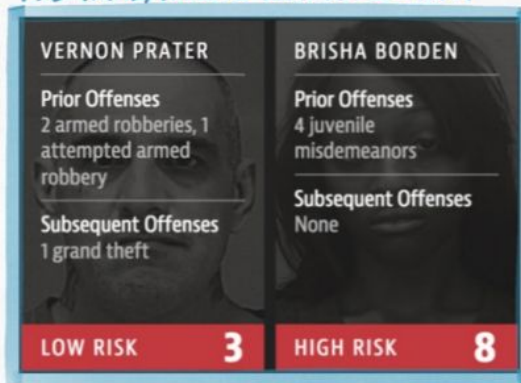 VERNON PRATER
Prior Offenses
2 armed robberies, 1
attempted armed
robbery
Subsequent Offenses
1 grand theft
LOW RISK 3
BRISHA BORDEN
Prior Offenses
4 juvenile
misdemeanors
Subsequent Offenses
None
HIGH RISK 8